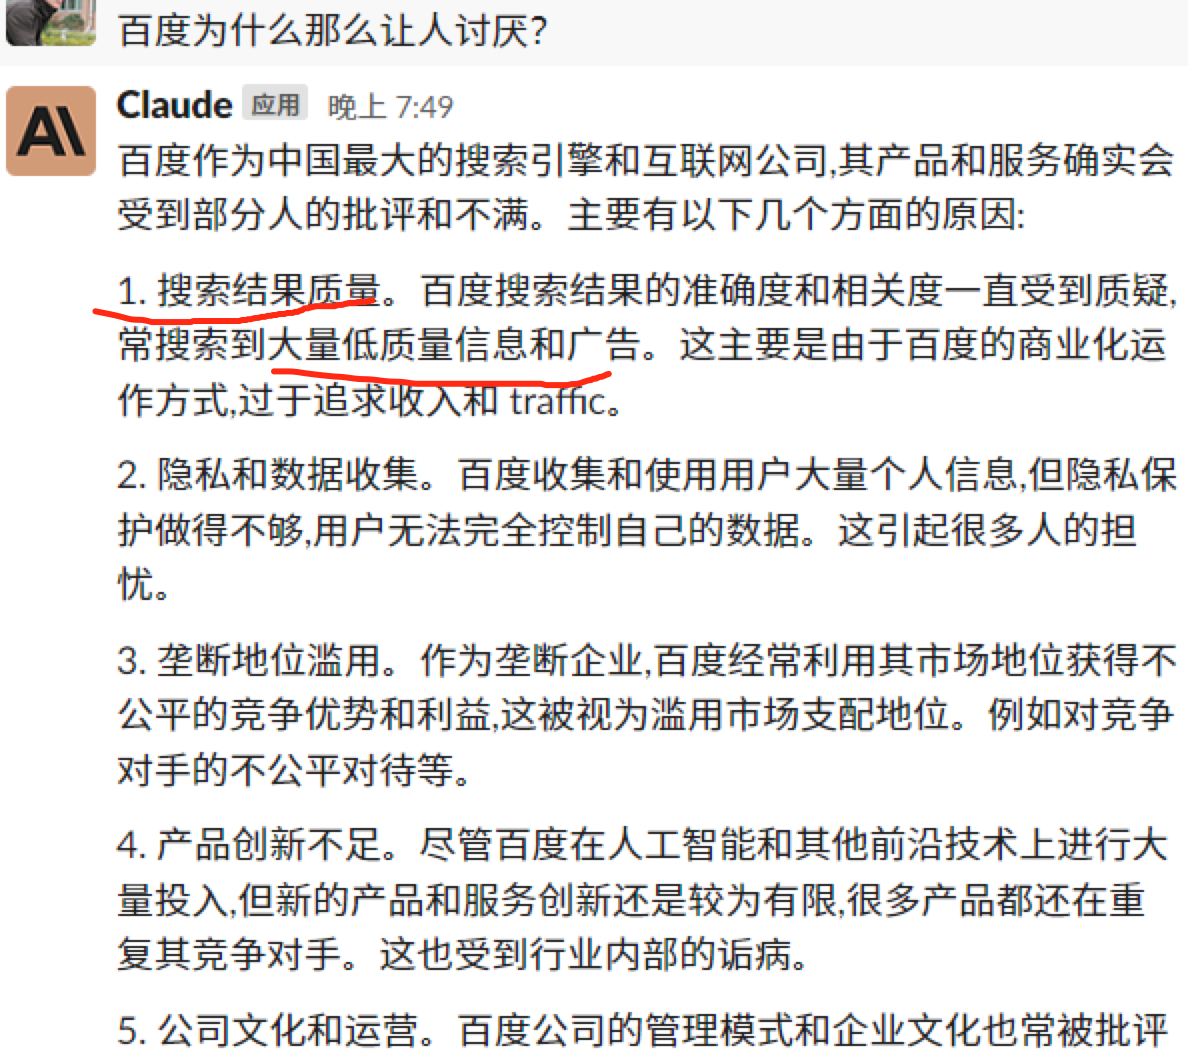 百度为什么那么让人讨厌?
Claude 应用 晚上 7:49
百度作为中国最大的搜索引擎和互联网公司,其产品和服务确实会
受到部分人的批评和不满。主要有以下几个方面的原因:
1. 搜索结果质量。百度搜索结果的准确度和相关度一直受到质疑,
常搜索到大量低质量信息和广告。这主要是由于百度的商业化运
作方式,过于追求收入和 traffic。
2. 隐私和数据收集。百度收集和使用用户大量个人信息,但隐私保
护做得不够,用户无法完全控制自己的数据。这引起很多人的担
忧。
3. 垄断地位滥用。作为垄断企业,百度经常利用其市场地位获得不
公平的竞争优势和利益,这被视为滥用市场支配地位。例如对竞争
对手的不公平对待等。
4. 产品创新不足。尽管百度在人工智能和其他前沿技术上进行大
量投入,但新的产品和服务创新还是较为有限,很多产品都还在重
复其竞争对手。这也受到行业内部的诟病。
5. 公司文化和运营。百度公司的管理模式和企业文化也常被批评